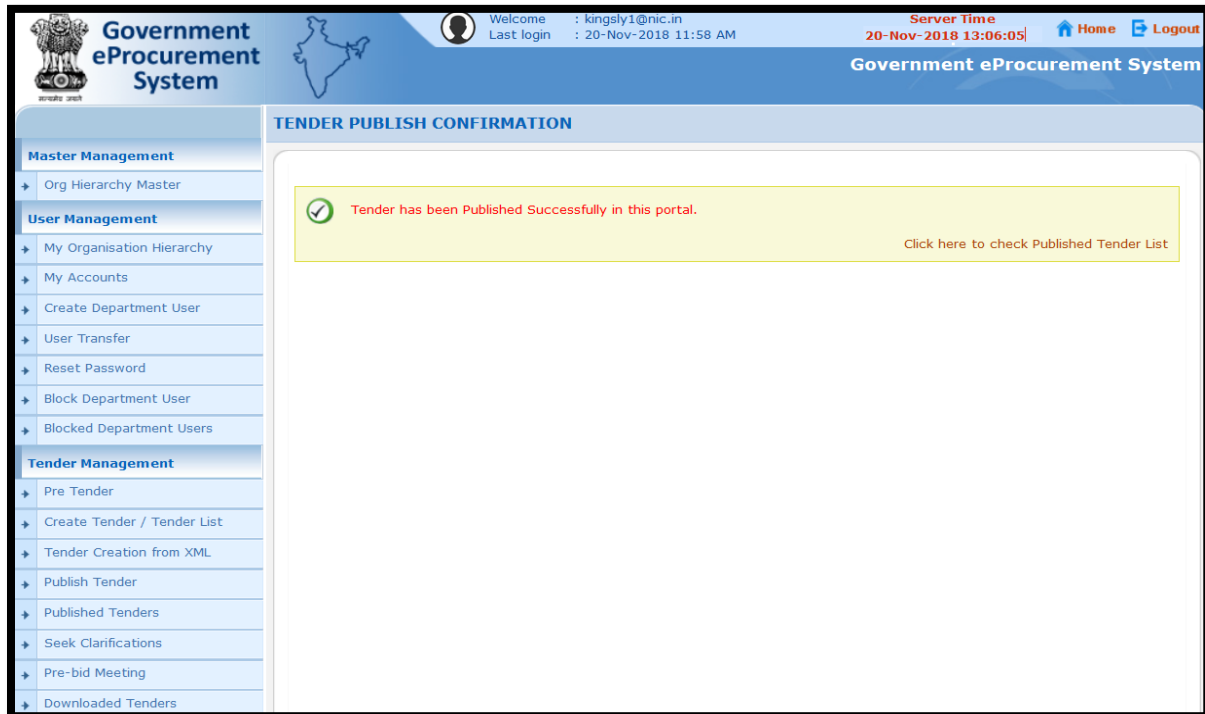 Government
eProcurement
System
सत्यमेव जयते
Welcome : kingsly1@nic.in
Last login : 20-Nov-2018 11:58 AM
Server Time
20-Nov-2018 13:06:05
Home Logout
Government eProcurement System
TENDER PUBLISH CONFIRMATION
Master Management
Org Hierarchy Master
User Management
My Organisation Hierarchy
My Accounts
Create Department User
User Transfer
Reset Password
Block Department User
Blocked Department Users
Tender Management
Pre Tender
Create Tender / Tender List
Tender Creation from XML
Publish Tender
Published Tenders
Seek Clarifications
Pre-bid Meeting
Downloaded Tenders
Tender has been Published Successfully in this portal.
Click here to check Published Tender List